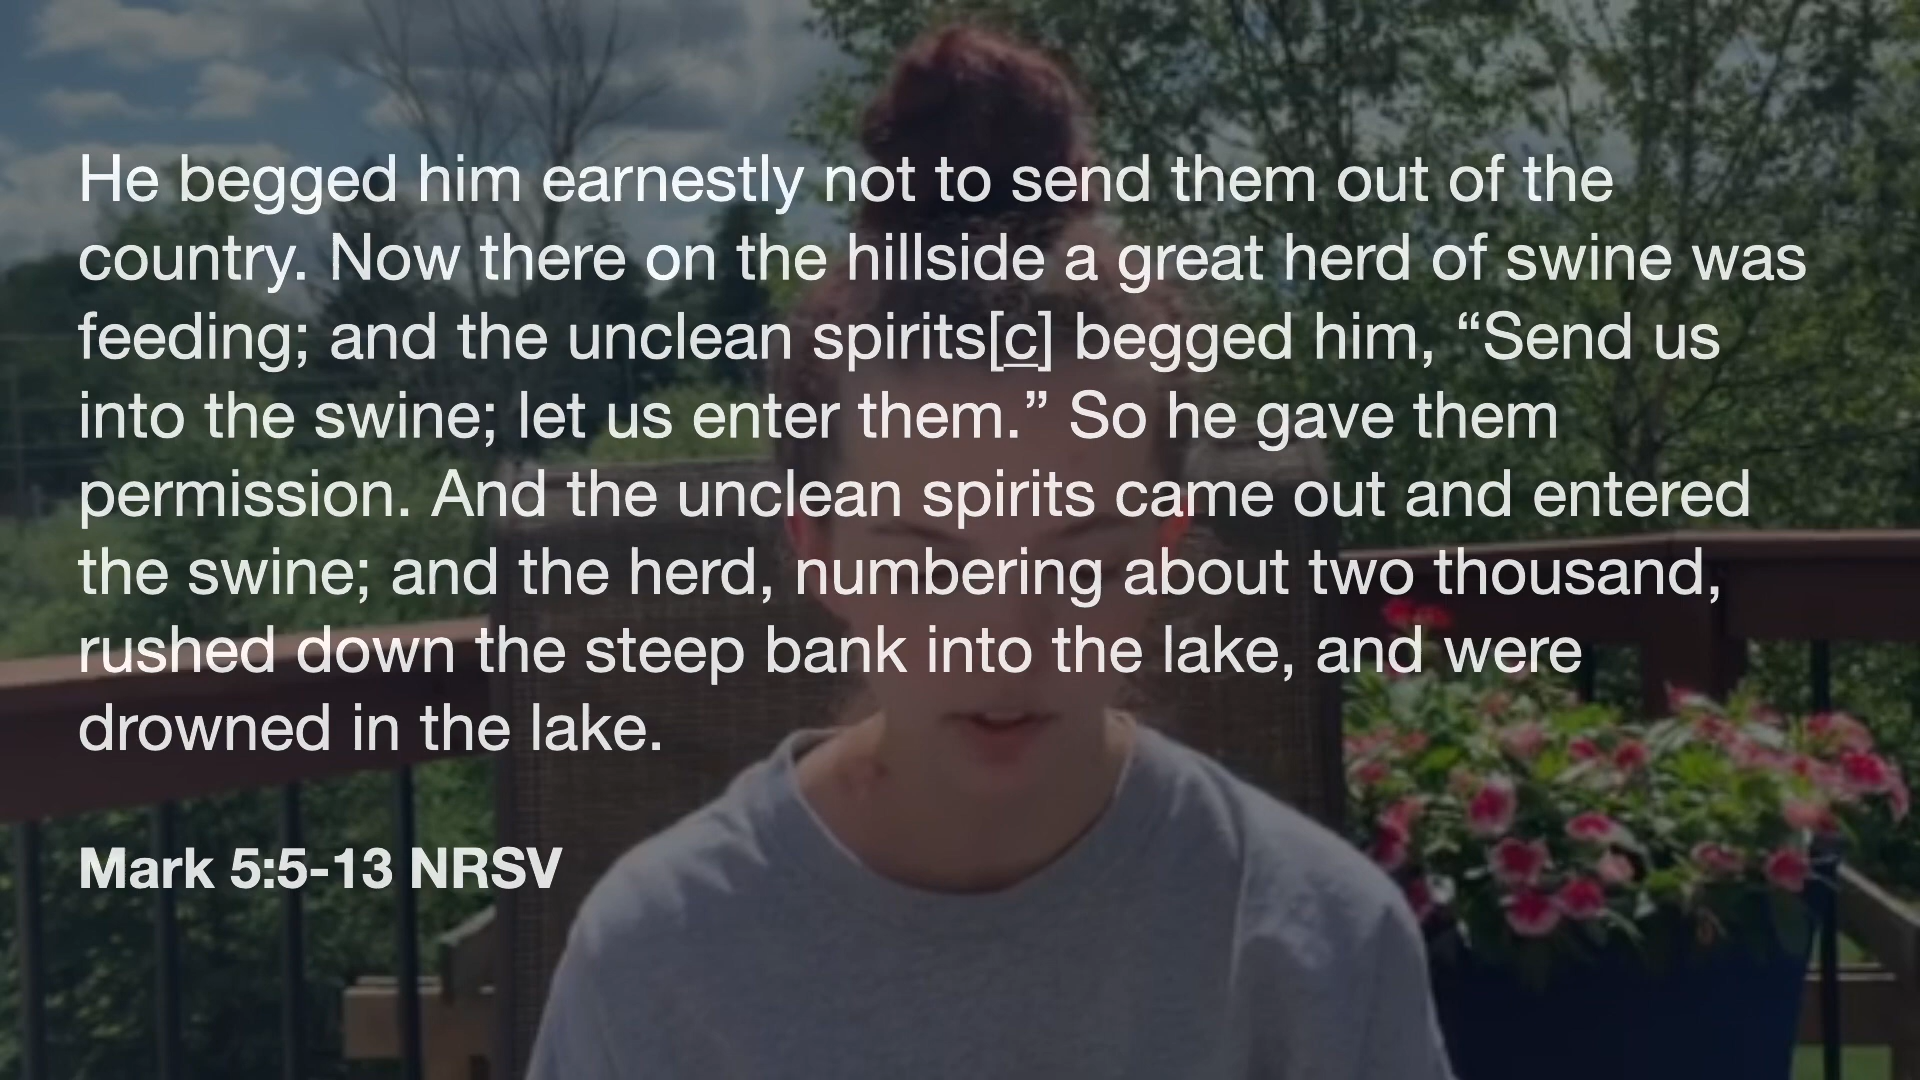 He begged him earnestly not to send them out of the
country. Now there on the hillside a great herd of swine was
feeding; and the unclean spirits[c] begged him, “Send us
into the swine; let us enter them.” So he gave them
permission. And the unclean spirits came out and entered
the swine; and the herd, numbering about two thousand,
rushed down the steep bank into the lake, and were
drowned in the lake.
Mark 5:5-13 NRSV